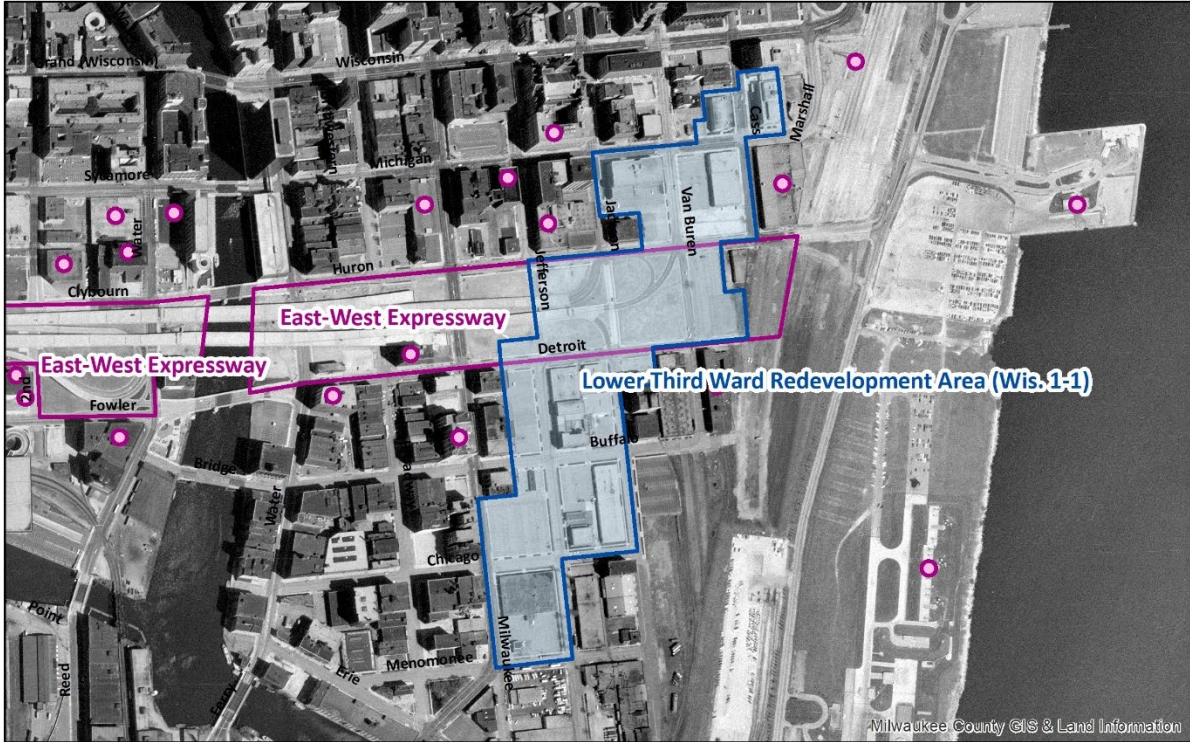 Grand (Wisconsin)
Wisconsin
Cass
Marshall
Michigan
Sycamore
Van Buren
Water
Jefferson
Huron
Clybourn
East-West Expressway
Detroit
East-West Expressway
Lower Third Ward Redevelopment Area (Wis. 1-1)
2nd
Fowler
Buffalo
Bridge
Water
Chicago
Point
Milwaukee
Menomonee
Erie
Reed
Ferry
Milwaukee County GIS & Land Information